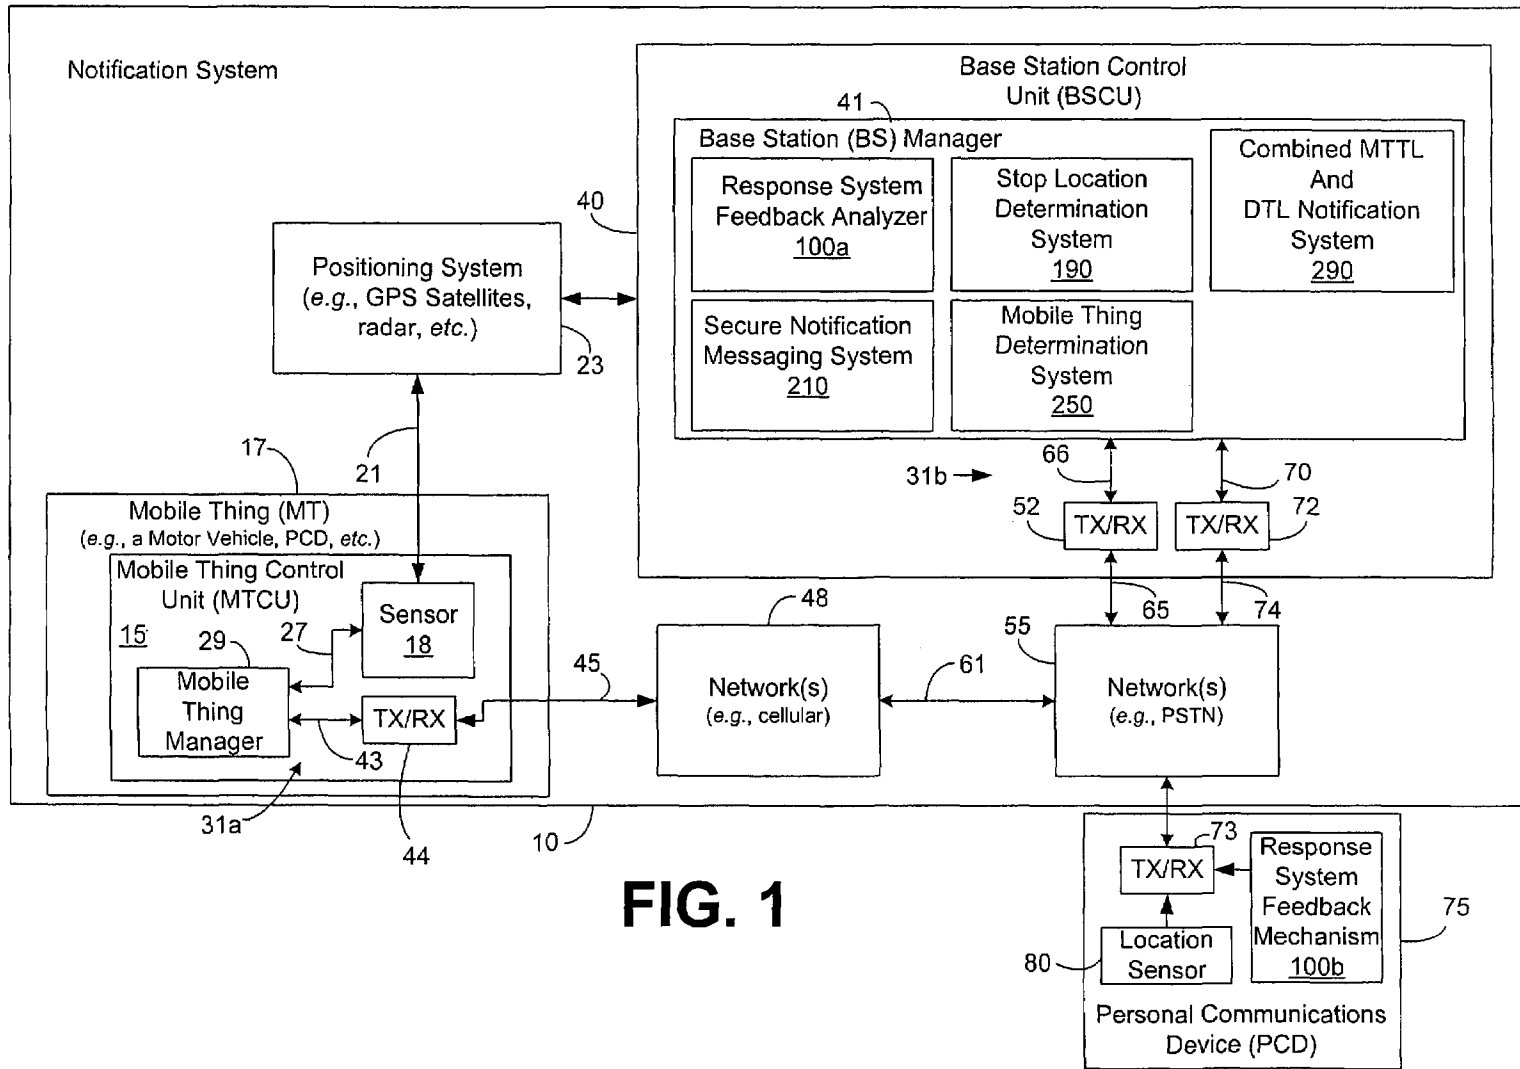 Notification System
Base Station Control
Unit (BSCU)
41
Base Station (BS) Manager
Response System
Feedback Analyzer
100a
Stop Location
Determination
System
190
Combined MTTL
And
DTL Notification
System
290
Secure Notification
Messaging System
210
Mobile Thing
Determination
System
250
40
Positioning System
(e.g., GPS Satellites,
radar, etc.)
23
21
17
66
31b
70
52
TX/RX
TX/RX
72
65
74
Mobile Thing (MT)
(e.g., a Motor Vehicle, PCD, etc.)
Mobile Thing Control
Unit (MTCU)
15
27
Sensor
18
29
Mobile
Thing
Manager
TX/RX
43
45
48
Network(s)
(e.g., cellular)
61
55
Network(s)
(e.g., PSTN)
31a
44
10
73
TX/RX
Response
System
Feedback
Mechanism
100b
75
80
Location
Sensor
Personal Communications
Device (PCD)
FIG. 1